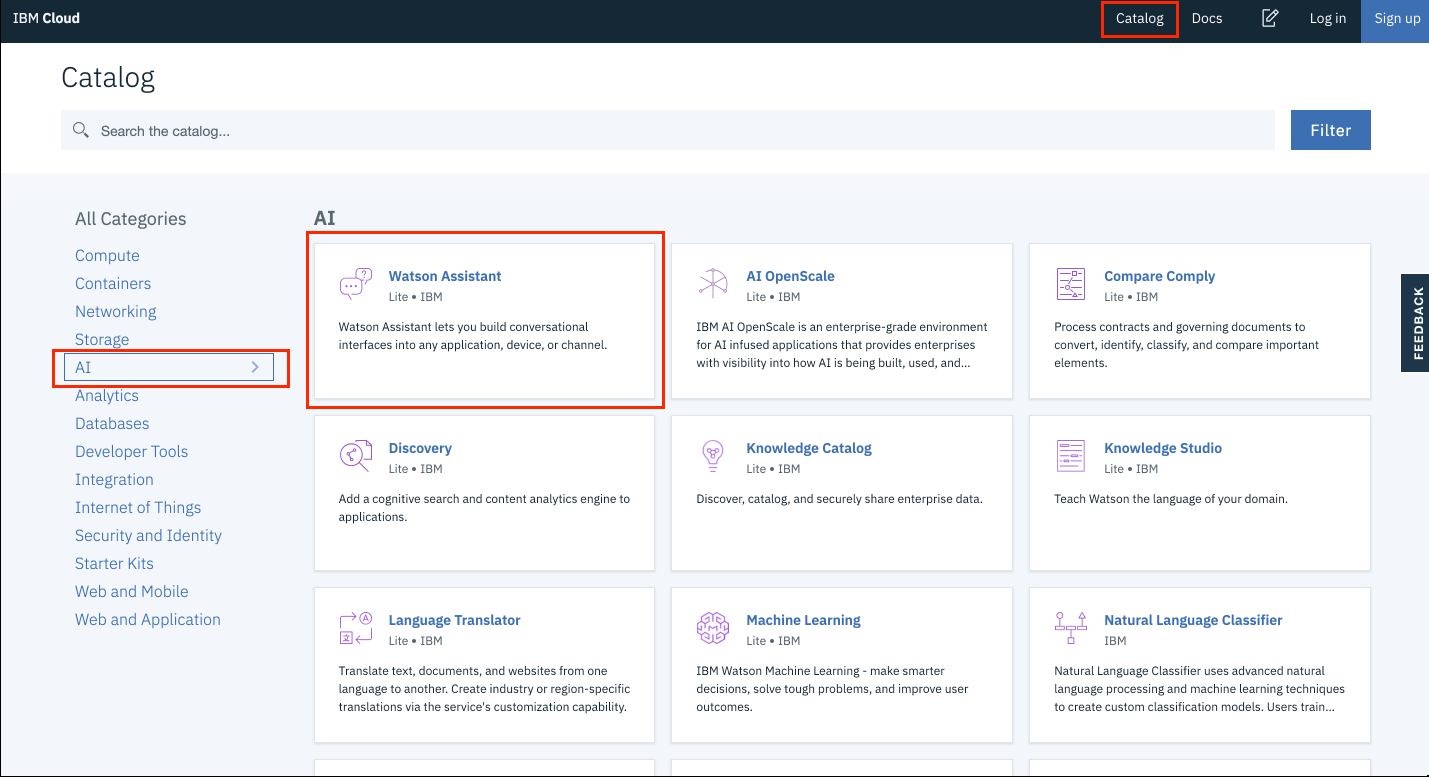 IBM Cloud
Catalog
Docs
Log in
Sign up
Catalog
Search the catalog...
Filter
All Categories
Compute
Containers
Networking
Storage
AI
Analytics
Databases
Developer Tools
Integration
Internet of Things
Security and Identity
Starter Kits
Web and Mobile
Web and Application
AI
Watson Assistant
Lite • IBM
Watson Assistant lets you build conversational
interfaces into any application, device, or channel.
AI OpenScale
Lite • IBM
IBM AI OpenScale is an enterprise-grade environment
for AI infused applications that provides enterprises
with visibility into how AI is being built, used, and...
Compare Comply
Lite • IBM
Process contracts and governing documents to
convert, identify, classify, and compare important
elements.
Discovery
Lite • IBM
Add a cognitive search and content analytics engine to
applications.
Knowledge Catalog
Lite • IBM
Discover, catalog, and securely share enterprise data.
Knowledge Studio
Lite • IBM
Teach Watson the language of your domain.
Language Translator
Lite • IBM
Translate text, documents, and websites from one
language to another. Create industry or region-specific
translations via the service's customization capability.
Machine Learning
Lite • IBM
IBM Watson Machine Learning - make smarter
decisions, solve tough problems, and improve user
outcomes.
Natural Language Classifier
IBM
Natural Language Classifier uses advanced natural
language processing and machine learning techniques
to create custom classification models. Users train...
FEEDBACK